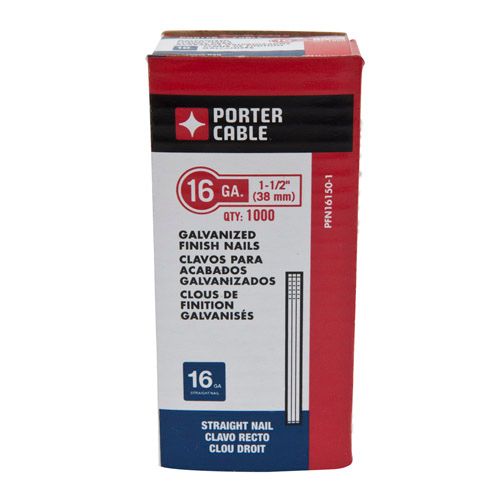 PORTER
CABLE
16 GA.
1-1/2"
(38 mm)
QTY: 1000
PFN16150-1
GALVANIZED
FINISH NAILS
CLAVOS PARA
ACABADOS
GALVANIZADOS
CLOUS DE
FINITION
GALVANISÉS
16 GA
STRAIGHT NAIL
STRAIGHT NAIL
CLAVO RECTO
CLOU DROIT
16